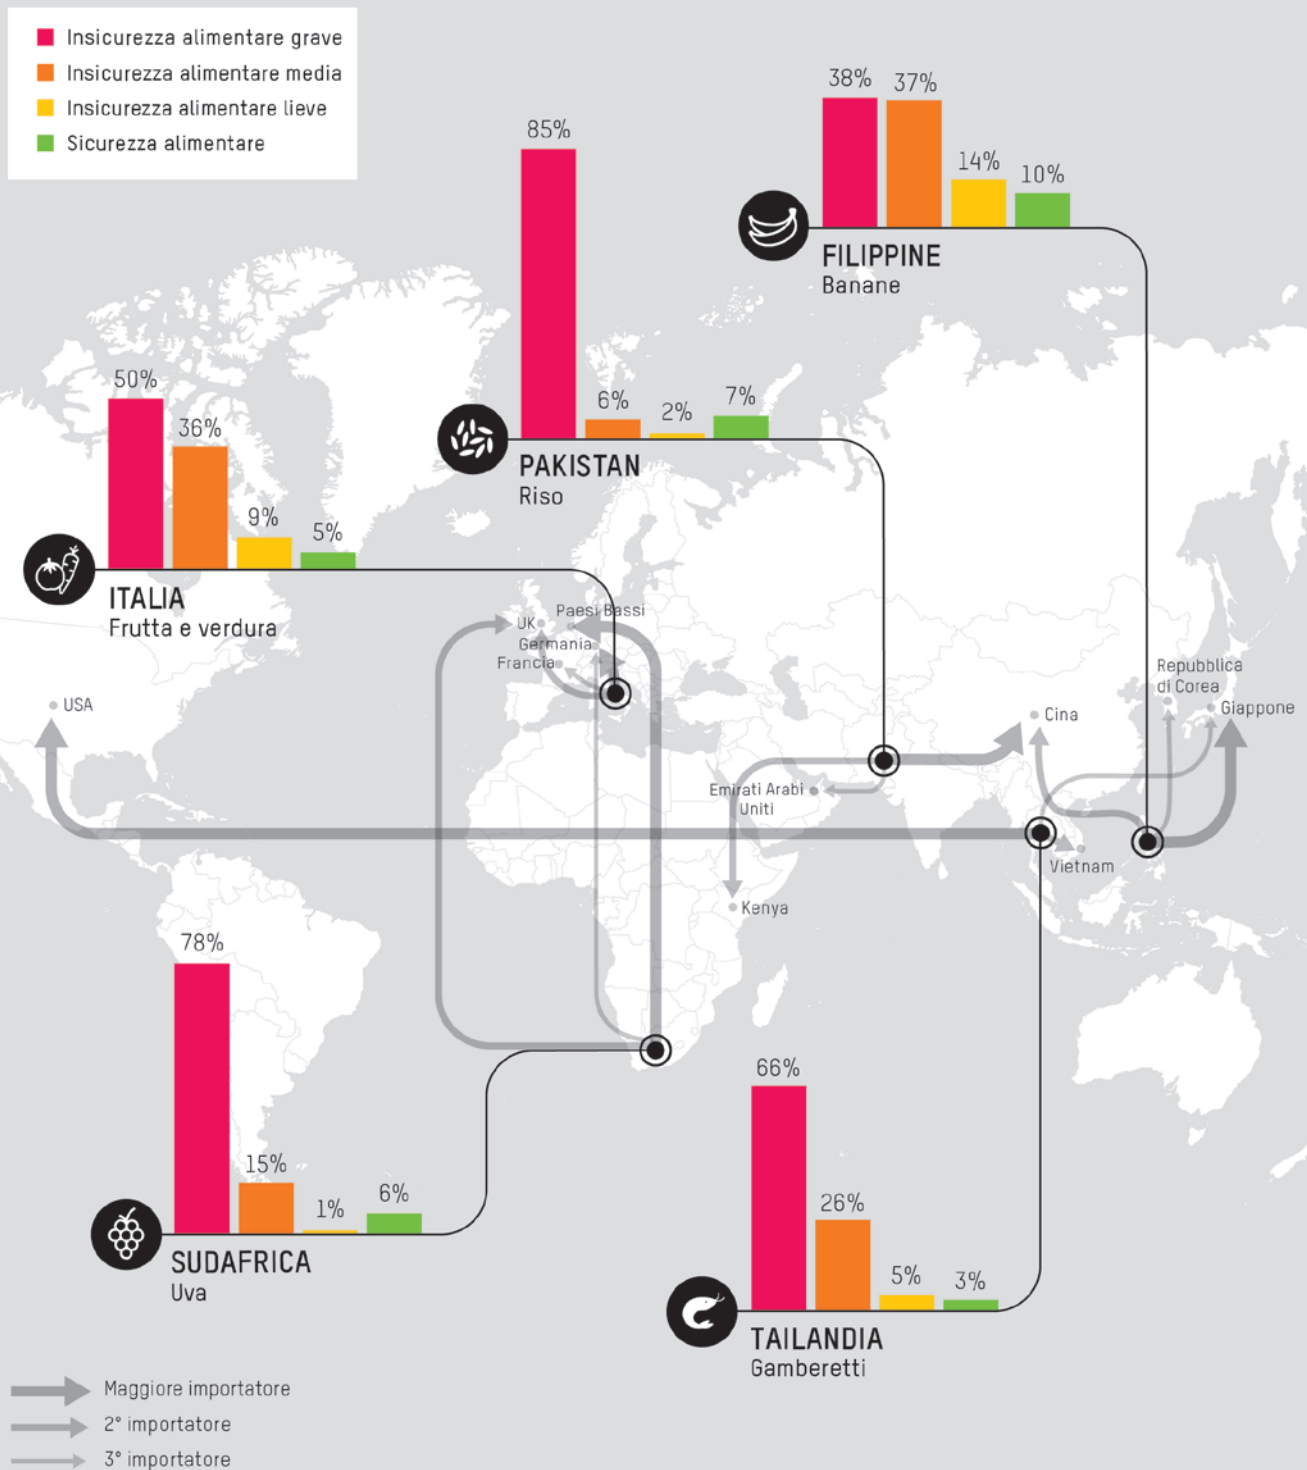 Insicurezza alimentare grave
Insicurezza alimentare media
Insicurezza alimentare lieve
Sicurezza alimentare
38%
37%
14%
10%
FILIPPINE
Banane
85%
6%
2%
7%
PAKISTAN
Riso
50%
36%
9%
5%
ITALIA
Frutta e verdura
Paesi Bassi
UK
Germania
Francia
USA
Repubblica
di Corea
Giappone
Cina
Emirati Arabi
Uniti
Vietnam
Kenya
78%
15%
1%
6%
SUDAFRICA
Uva
66%
26%
5%
3%
TAILANDIA
Gamberetti
Maggiore importatore
2° importatore
3° importatore